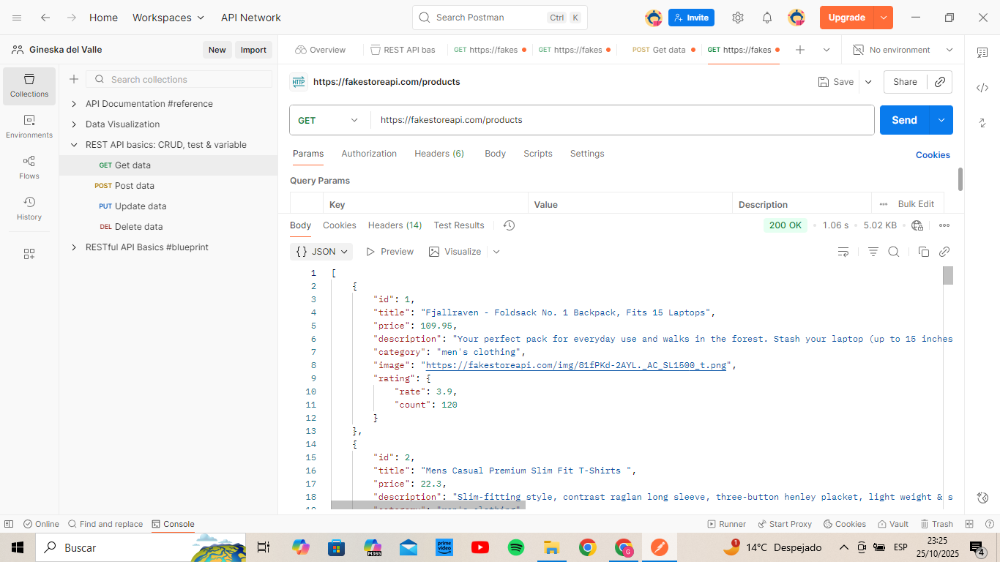 Home
Workspaces
API Network
Search Postman
Ctrl
K
Invite
Upgrade
Gineska del Valle
New
Import
Overview
REST API bas
GET https://fakes
GET https://fakes
POST Get data
GET https://fakes
No environment
Collections
Environments
Flows
History
Search collections
API Documentation #reference
Data Visualization
REST API basics: CRUD, test & variable
GET Get data
POST Post data
PUT Update data
DEL Delete data
RESTful API Basics #blueprint
HTTP
https://fakestoreapi.com/products
Save
Share
GET
https://fakestoreapi.com/products
Send
Params
Authorization
Headers (6)
Body
Scripts
Settings
Cookies
Query Params
Key
Value
Description
Bulk Edit
Body
Cookies
Headers (14)
Test Results
200 OK
1.06 s
5.02 KB
{} JSON
Preview
Visualize
1 [
2 {
3 "id": 1,
4 "title": "Fjallraven - Foldsack No. 1 Backpack, Fits 15 Laptops",
5 "price": 109.95,
6 "description": "Your perfect pack for everyday use and walks in the forest. Stash your laptop (up to 15 inches
7 "category": "men's clothing",
8 "image": "https://fakestoreapi.com/img/81fPKd-2AYL._AC_SL1500_t.png",
9 "rating": {
10 "rate": 3.9,
11 "count": 120
12 }
13 },
14 {
15 "id": 2,
16 "title": "Mens Casual Premium Slim Fit T-Shirts ",
17 "price": 22.3,
18 "description": "Slim-fitting style, contrast raglan long sleeve, three-button henley placket, light weight & s
19 "category": "men's clothing"
Online
Find and replace
Console
Runner
Start Proxy
Cookies
Vault
Trash
Buscar
M365
prime video
G
1
14°C Despejado
ESP
23:25
25/10/2025
4